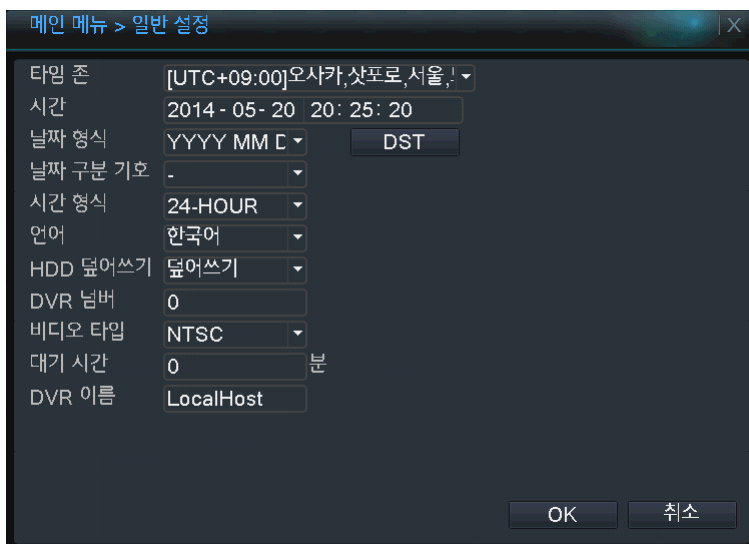 메인 메뉴 > 일반 설정 X
타임 존 [UTC+09:00]오사카,삿포로,서울,
시간 2014 - 05 - 20 20: 25: 20
날짜 형식 YYYY MM D DST
날짜 구분 기호 -
시간 형식 24-HOUR
언어 한국어
HDD 덮어쓰기 덮어쓰기
DVR 넘버 0
비디오 타입 NTSC
대기 시간 0 분
DVR 이름 LocalHost
OK 취소